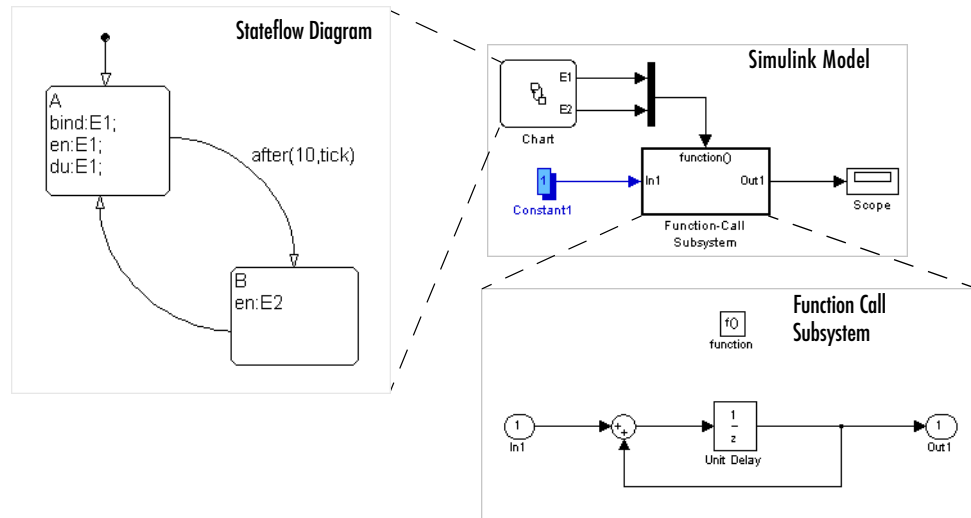 Stateflow Diagram
A
bind:E1;
en:E1;
du:E1;
after(10,tick)
B
en:E2
Simulink Model
E1
E2
Chart
function()
In1
Out1
1
Constant1
Scope
Function-Call
Subsystem
Function Call
Subsystem
f()
function
1
In1
++
1
z
Unit Delay
1
Out1